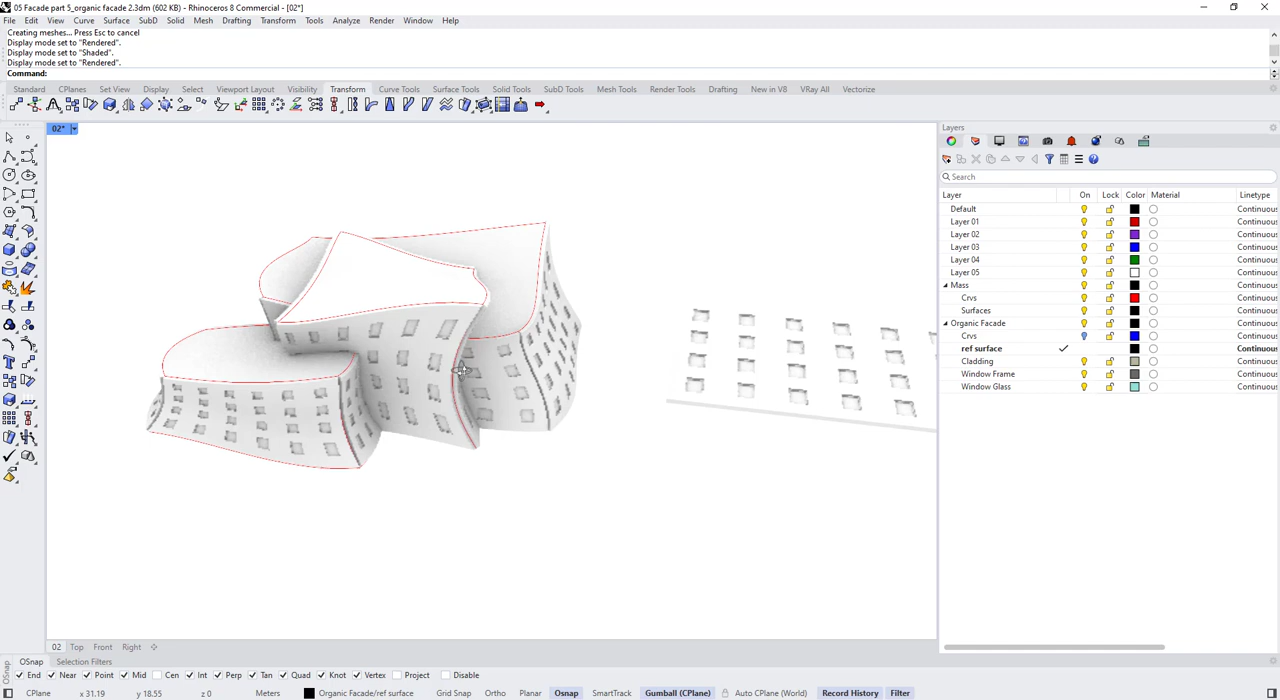 05 Facade part 5_organic facade 2.3dm (602 KB) - Rhinoceros 8 Commercial - [02*]
File Edit View Curve Surface SubD Solid Mesh Drafting Transform Tools Analyze Render Window Help
Creating meshes... Press Esc to cancel
Display mode set to "Rendered".
Display mode set to "Shaded".
Display mode set to "Rendered".
Command:
Standard CPlanes Set View Display Select Viewport Layout Visibility Transform Curve Tools Surface Tools Solid Tools SubD Tools Mesh Tools Render Tools Drafting New in V8 VRay All Vectorize
02*
Layers
Search
Layer On Lock Color Material Linetype
Default Continuous
Layer 01 Continuous
Layer 02 Continuous
Layer 03 Continuous
Layer 04 Continuous
Layer 05 Continuous
Mass Continuous
Crvs Continuous
Surfaces Continuous
Organic Facade Continuous
Crvs Continuous
ref surface Continuous
Cladding Continuous
Window Frame Continuous
Window Glass Continuous
02 Top Front Right
OSnap Selection Filters
OSnap
End Near Point Mid Cen Int Perp Tan Quad Knot Vertex Project Disable
CPlane x 31.19 y 18.55 z 0 Meters Organic Facade/ref surface Grid Snap Ortho Planar Osnap SmartTrack Gumball (CPlane) Auto CPlane (World) Record History Filter